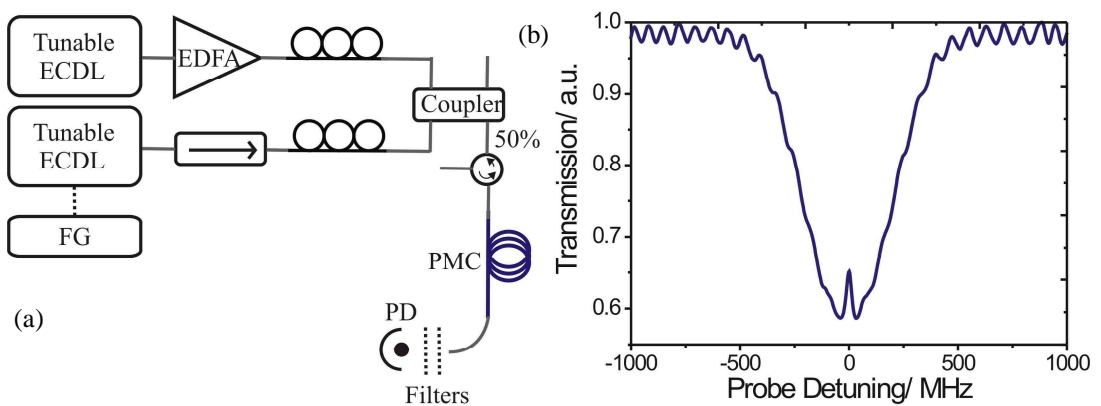 Tunable
ECDL
EDFA
Coupler
Tunable
ECDL
50%
FG
PMC
PD
Filters
(a)
(b)
Transmission/ a.u.
1.0
0.9
0.8
0.7
0.6
-1000
-500
0
500
1000
Probe Detuning/ MHz